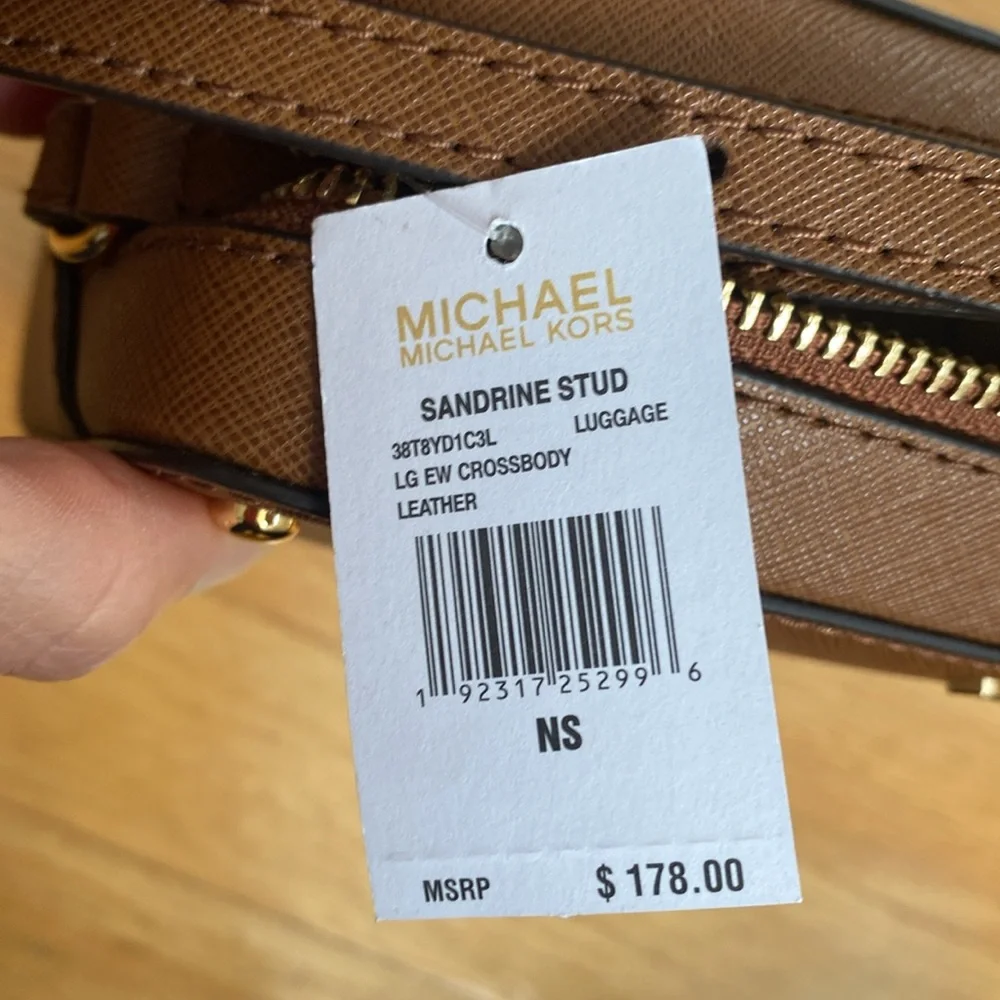 MICHAEL
MICHAEL KORS
SANDRINE STUD
38T8YD1C3L LUGGAGE
LG EW CROSSBODY
LEATHER
1 92317 25299 6
NS
MSRP $ 178.00